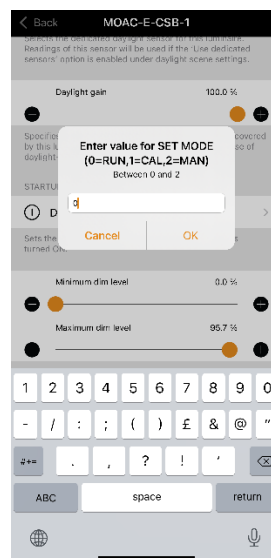 Back
MOAC-E-CSB-1
Selects the dedicated daylight sensor for this luminaire.
Readings of this sensor will be used if the 'Use dedicated
sensors' option is enabled under daylight scene settings.
Daylight gain 100.0 %
Specifie covered
by this lu e of
daylight-
Enter value for SET MODE
(0=RUN,1=CAL,2=MAN)
Between 0 and 2
STARTU
0
D
Cancel OK
Sets the s
turned ON.
Minimum dim level 0.0 %
Maximum dim level 95.7 %
1 2 3 4 5 6 7 8 9 0
- / : ; ( ) £ & @ "
#+= . , ? ! '
ABC space return